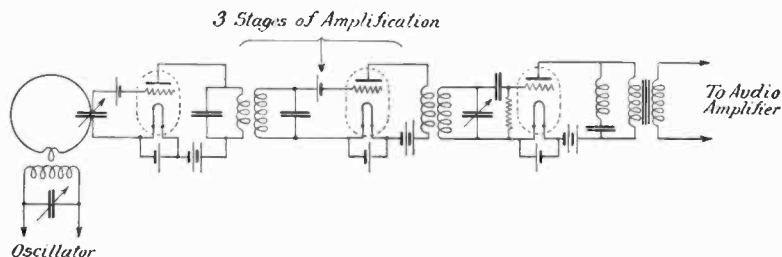 3 Stages of Amplification
To Audio
Amplifier
Oscillator